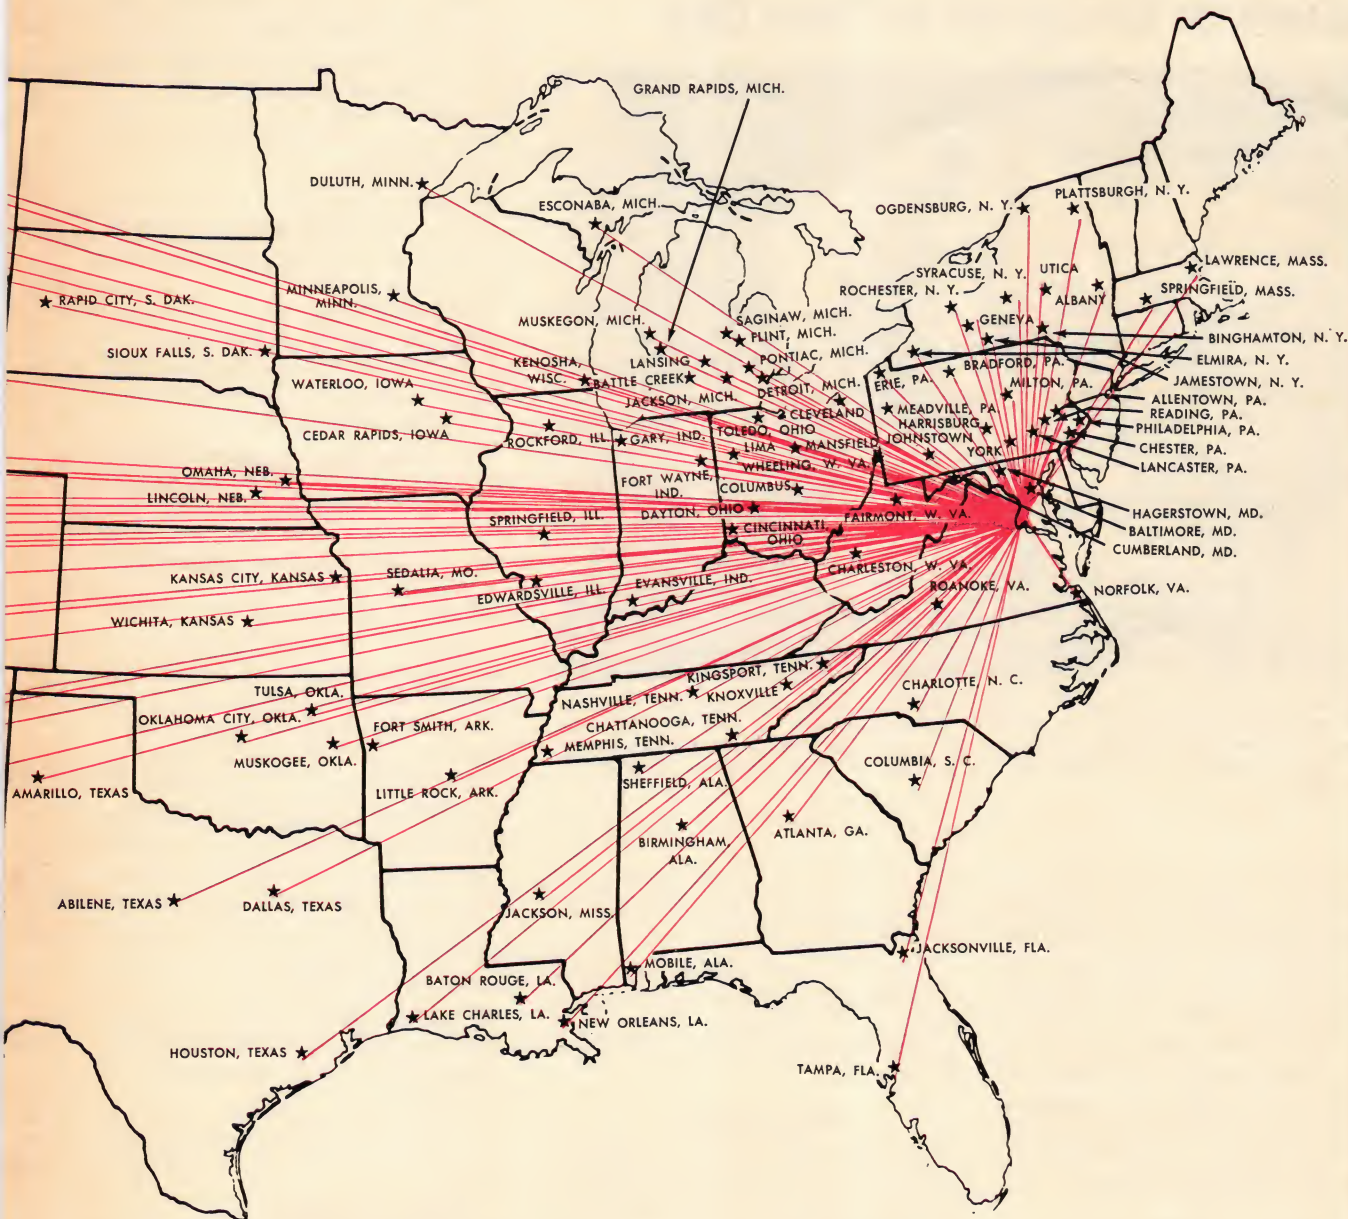 GRAND RAPIDS, MICH.
DULUTH, MINN.
ESCONABA, MICH.
OGDENSBURG, N. Y.
PLATTSBURGH, N. Y.
LAWRENCE, MASS.
SYRACUSE, N. Y.
UTICA
ROCHESTER, N. Y.
ALBANY
SPRINGFIELD, MASS.
MINNEAPOLIS,
MINN.
RAPID CITY, S. DAK.
SAGINAW, MICH.
MUSKEGON, MICH.
FLINT, MICH.
GENEVA
BINGHAMTON, N. Y.
SIOUX FALLS, S. DAK.
KENOSHA,
WISC.
LANSING
PONTIAC, MICH.
BRADFORD, PA.
ELMIRA, N. Y.
WATERLOO, IOWA
BATTLE CREEK
DETROIT, MICH.
ERIE, PA.
MILTON, PA.
JAMESTOWN, N. Y.
JACKSON, MICH.
ALLENTOWN, PA.
CLEVELAND
MEADVILLE, PA.
READING, PA.
CEDAR RAPIDS, IOWA
ROCKFORD, ILL.
GARY, IND.
TOLEDO, OHIO
HARRISBURG
PHILADELPHIA, PA.
LIMA
MANSFIELD
JOHNSTOWN
YORK
CHESTER, PA.
OMAHA, NEB.
WHEELING, W. VA.
LANCASTER, PA.
LINCOLN, NEB.
FORT WAYNE,
IND.
COLUMBUS
SPRINGFIELD, ILL.
DAYTON, OHIO
FAIRMONT, W. VA.
HAGERSTOWN, MD.
CINCINNATI,
OHIO
BALTIMORE, MD.
CUMBERLAND, MD.
KANSAS CITY, KANSAS
SEDALIA, MO.
EDWARDSVILLE, ILL.
EVANSVILLE, IND.
CHARLESTON, W. VA.
ROANOKE, VA.
NORFOLK, VA.
WICHITA, KANSAS
KINGSPORT, TENN.
TULSA, OKLA.
NASHVILLE, TENN.
KNOXVILLE
CHARLOTTE, N. C.
OKLAHOMA CITY, OKLA.
FORT SMITH, ARK.
CHATTANOOGA, TENN.
MUSKOGEE, OKLA.
MEMPHIS, TENN.
AMARILLO, TEXAS
LITTLE ROCK, ARK.
SHEFFIELD, ALA.
COLUMBIA, S. C.
BIRMINGHAM,
ALA.
ATLANTA, GA.
ABILENE, TEXAS
DALLAS, TEXAS
JACKSON, MISS.
JACKSONVILLE, FLA.
MOBILE, ALA.
BATON ROUGE, LA.
LAKE CHARLES, LA.
NEW ORLEANS, LA.
HOUSTON, TEXAS
TAMPA, FLA.